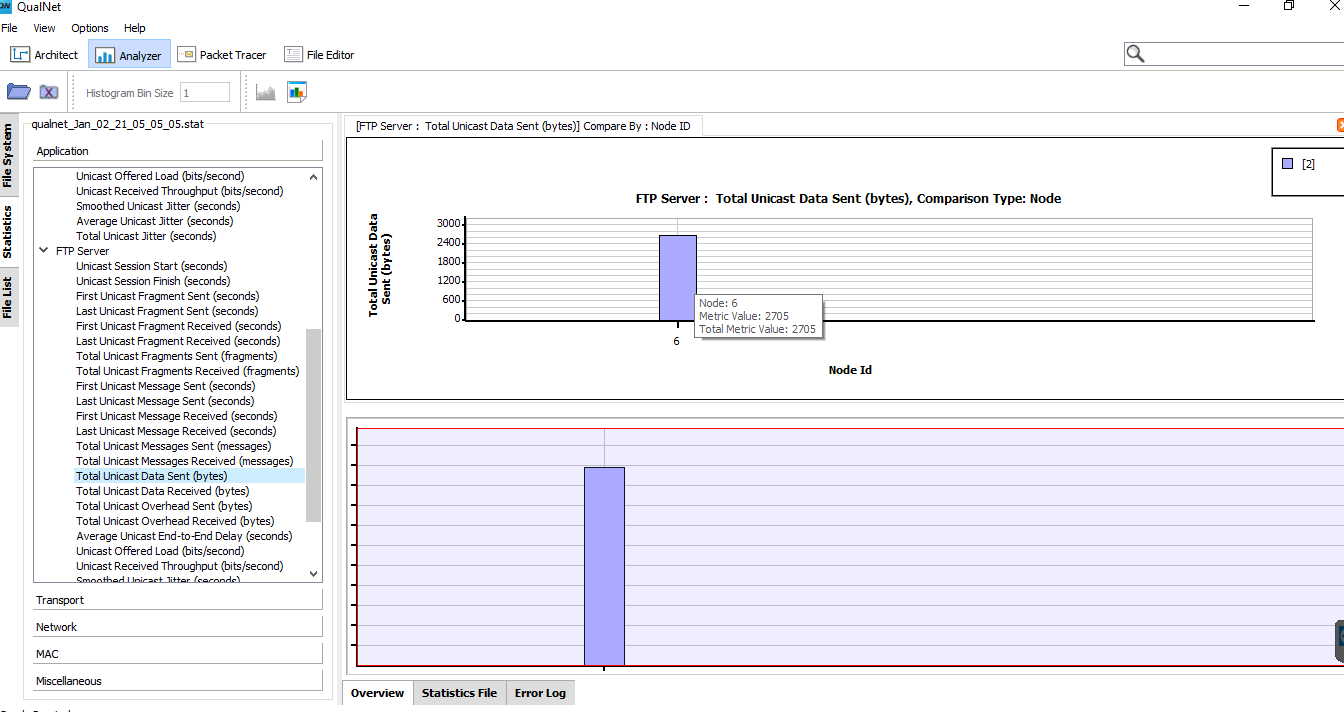 QN QualNet
File View Options Help
Architect Analyzer Packet Tracer File Editor
Histogram Bin Size 1
File System
Statistics
File List
qualnet_Jan_02_21_05_05_05.stat
Application
Unicast Offered Load (bits/second)
Unicast Received Throughput (bits/second)
Smoothed Unicast Jitter (seconds)
Average Unicast Jitter (seconds)
Total Unicast Jitter (seconds)
FTP Server
Unicast Session Start (seconds)
Unicast Session Finish (seconds)
First Unicast Fragment Sent (seconds)
Last Unicast Fragment Sent (seconds)
First Unicast Fragment Received (seconds)
Last Unicast Fragment Received (seconds)
Total Unicast Fragments Sent (fragments)
Total Unicast Fragments Received (fragments)
First Unicast Message Sent (seconds)
Last Unicast Message Sent (seconds)
First Unicast Message Received (seconds)
Last Unicast Message Received (seconds)
Total Unicast Messages Sent (messages)
Total Unicast Messages Received (messages)
Total Unicast Data Sent (bytes)
Total Unicast Data Received (bytes)
Total Unicast Overhead Sent (bytes)
Total Unicast Overhead Received (bytes)
Average Unicast End-to-End Delay (seconds)
Unicast Offered Load (bits/second)
Unicast Received Throughput (bits/second)
Smoothed Unicast Jitter (seconds)
Transport
Network
MAC
Miscellaneous
[FTP Server : Total Unicast Data Sent (bytes)] Compare By : Node ID
[2]
FTP Server : Total Unicast Data Sent (bytes), Comparison Type: Node
Total Unicast Data
Sent (bytes)
3000
2400
1800
1200
600
0
Node: 6
Metric Value: 2705
Total Metric Value: 2705
6
Node Id
Overview Statistics File Error Log